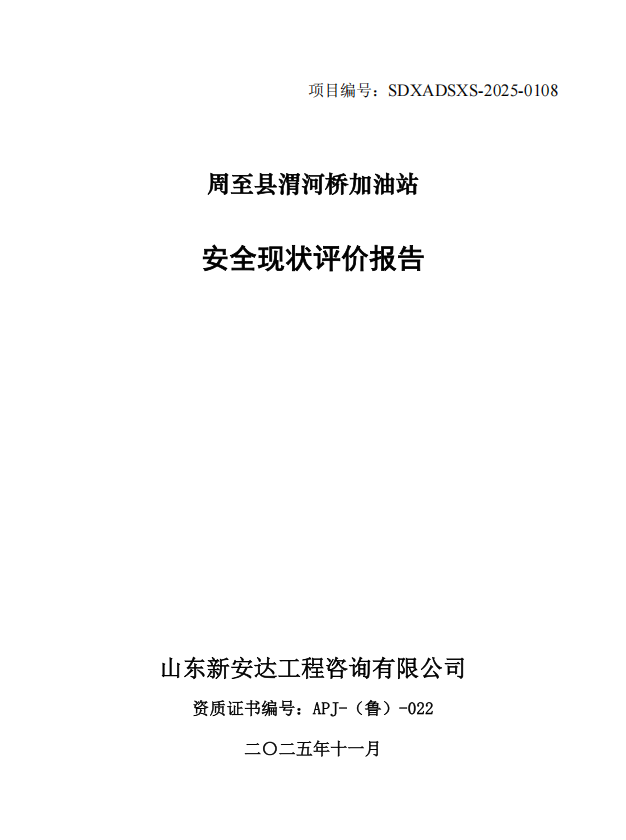 项目编号：SDXADSXS-2025-0108
周至县渭河桥加油站
安全现状评价报告
山东新安达工程咨询有限公司
资质证书编号：APJ-（鲁）-022
二〇二五年十一月